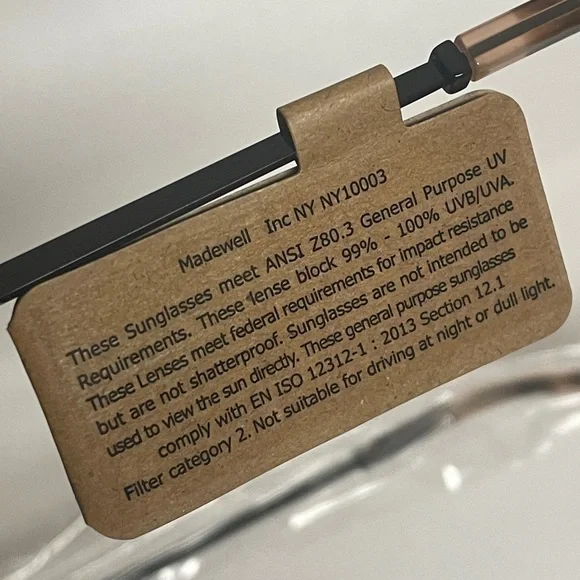 Madewell Inc NY NY10003
These Sunglasses meet ANSI Z80.3 General Purpose UV
Requirements. These lense block 99% - 100% UVB/UVA.
These Lenses meet federal requirements for impact resistance
but are not shatterproof. Sunglasses are not intended to be
used to view the sun directly. These general purpose sunglasses
comply with EN ISO 12312-1 : 2013 Section 12.1
Filter category 2. Not suitable for driving at night or dull light.